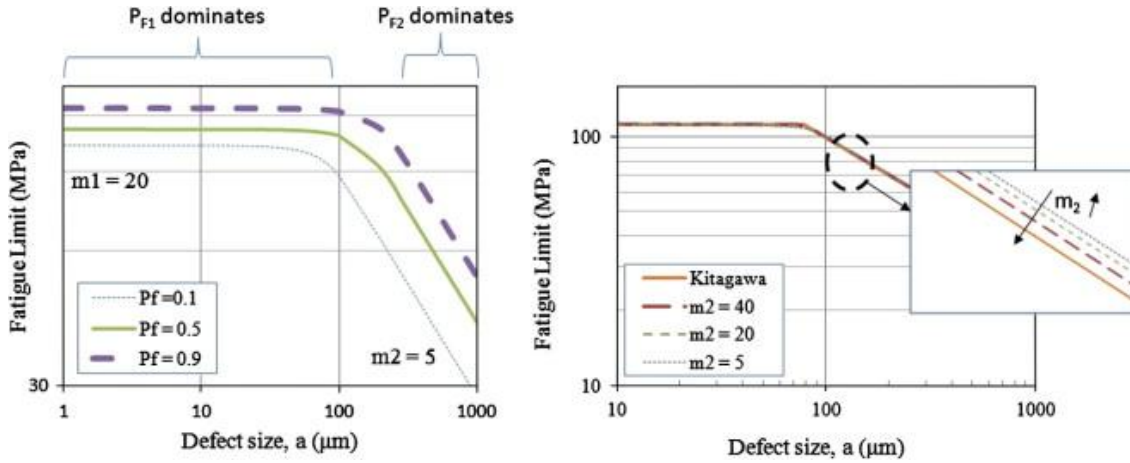 P_F1 dominates
P_F2 dominates
Fatigue Limit (MPa)
m1 = 20
Pf =0.1
Pf = 0.5
Pf = 0.9
m2 = 5
30
1
10
100
1000
Defect size, a (µm)
Fatigue Limit (MPa)
100
10
m₂
Kitagawa
m2 = 40
m2 = 20
m2 = 5
10
100
1000
Defect size, a (µm)